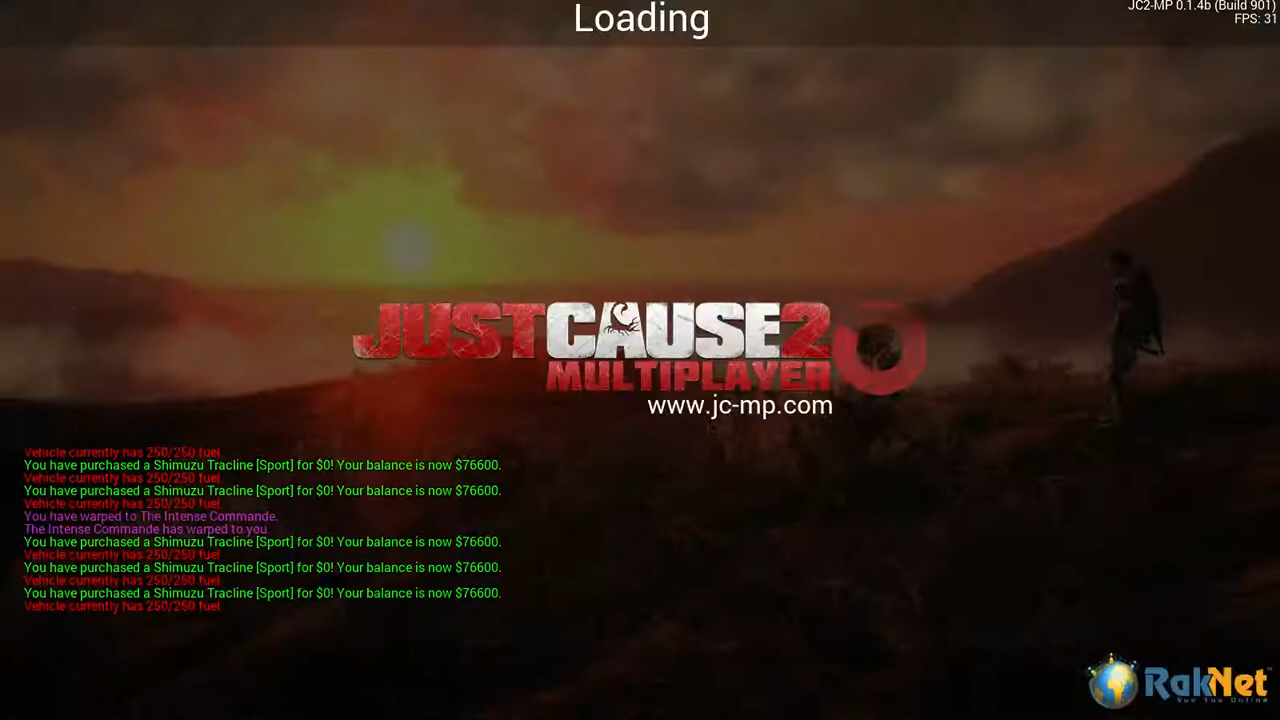 Loading
JC2-MP 0.1.4b (Build 901)
FPS: 31
JUST CAUSE 2
MULTIPLAYER
www.jc-mp.com
Vehicle currently has 250/250 fuel
You have purchased a Shimuzu Tracline [Sport] for $0! Your balance is now $76600.
Vehicle currently has 250/250 fuel
You have purchased a Shimuzu Tracline [Sport] for $0! Your balance is now $76600.
Vehicle currently has 250/250 fuel
You have warped to The Intense Commande.
The Intense Commande has warped to you.
You have purchased a Shimuzu Tracline [Sport] for $0! Your balance is now $76600.
Vehicle currently has 250/250 fuel
You have purchased a Shimuzu Tracline [Sport] for $0! Your balance is now $76600.
Vehicle currently has 250/250 fuel
You have purchased a Shimuzu Tracline [Sport] for $0! Your balance is now $76600.
Vehicle currently has 250/250 fuel
RakNet
See You Online